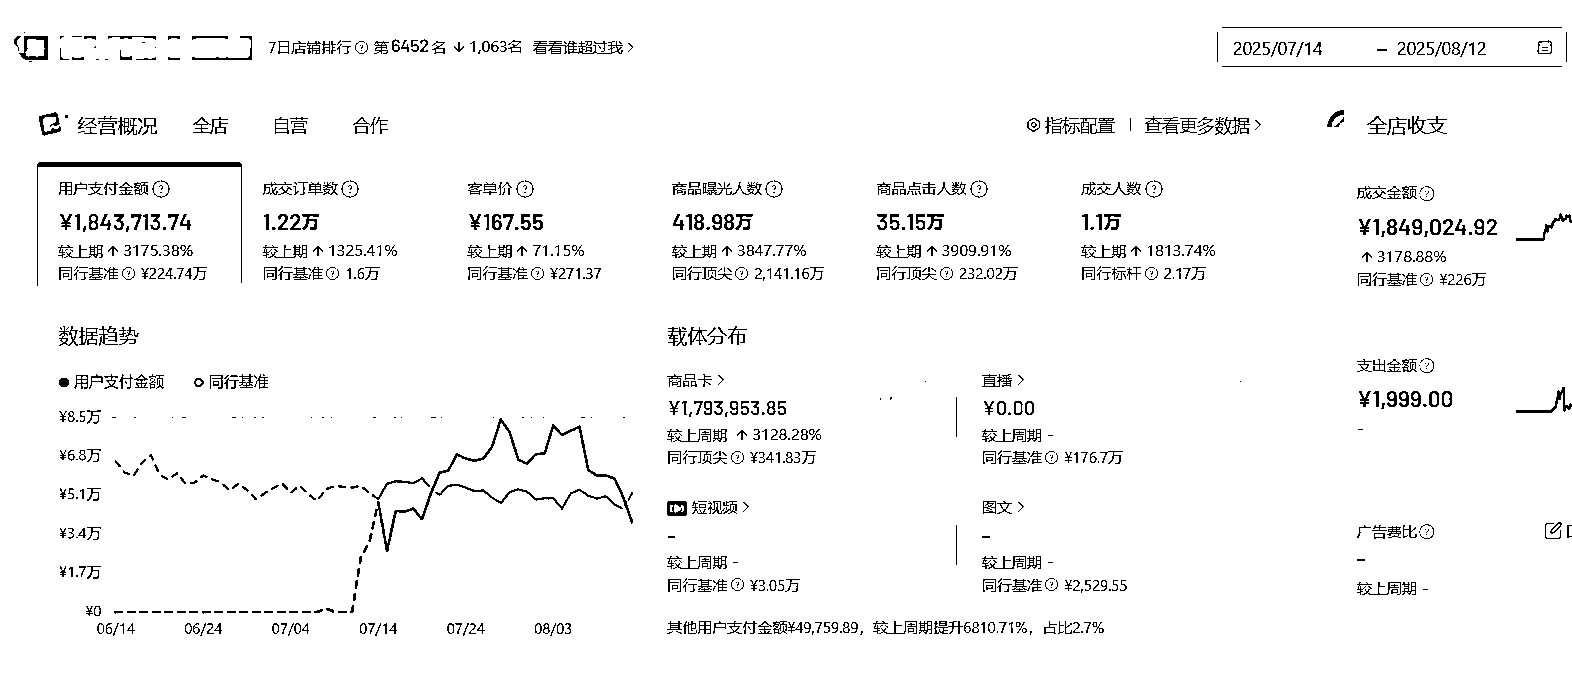 7日店铺排行 第6452名 ↓1,063名 看看谁超过我>
2025/07/14 – 2025/08/12
经营概况 全店 自营 合作
指标配置 | 查看更多数据>
全店收支
用户支付金额
¥1,843,713.74
较上期↑3175.38%
同行基准 ¥224.74万
成交订单数
1.22万
较上期↑1325.41%
同行基准 1.6万
客单价
¥167.55
较上期↑71.15%
同行基准 ¥271.37
商品曝光人数
418.98万
较上期↑3847.77%
同行顶尖 2,141.16万
商品点击人数
35.15万
较上期↑3909.91%
同行顶尖 232.02万
成交人数
1.1万
较上期↑1813.74%
同行标杆 2.17万
成交金额
¥1,849,024.92
↑3178.88%
同行基准 ¥226万
数据趋势
用户支付金额 同行基准
¥8.5万
¥6.8万
¥5.1万
¥3.4万
¥1.7万
¥0
06/14 06/24 07/04 07/14 07/24 08/03
载体分布
商品卡>
¥1,793,953.85
较上周期 ↑3128.28%
同行顶尖 ¥341.83万
直播>
¥0.00
较上周期 -
同行基准 ¥176.7万
短视频>
–
较上周期 -
同行基准 ¥3.05万
图文>
–
较上周期 -
同行基准 ¥2,529.55
其他用户支付金额¥49,759.89，较上周期提升6810.71%，占比2.7%
支出金额
¥1,999.00
-
广告费比
–
较上周期 -